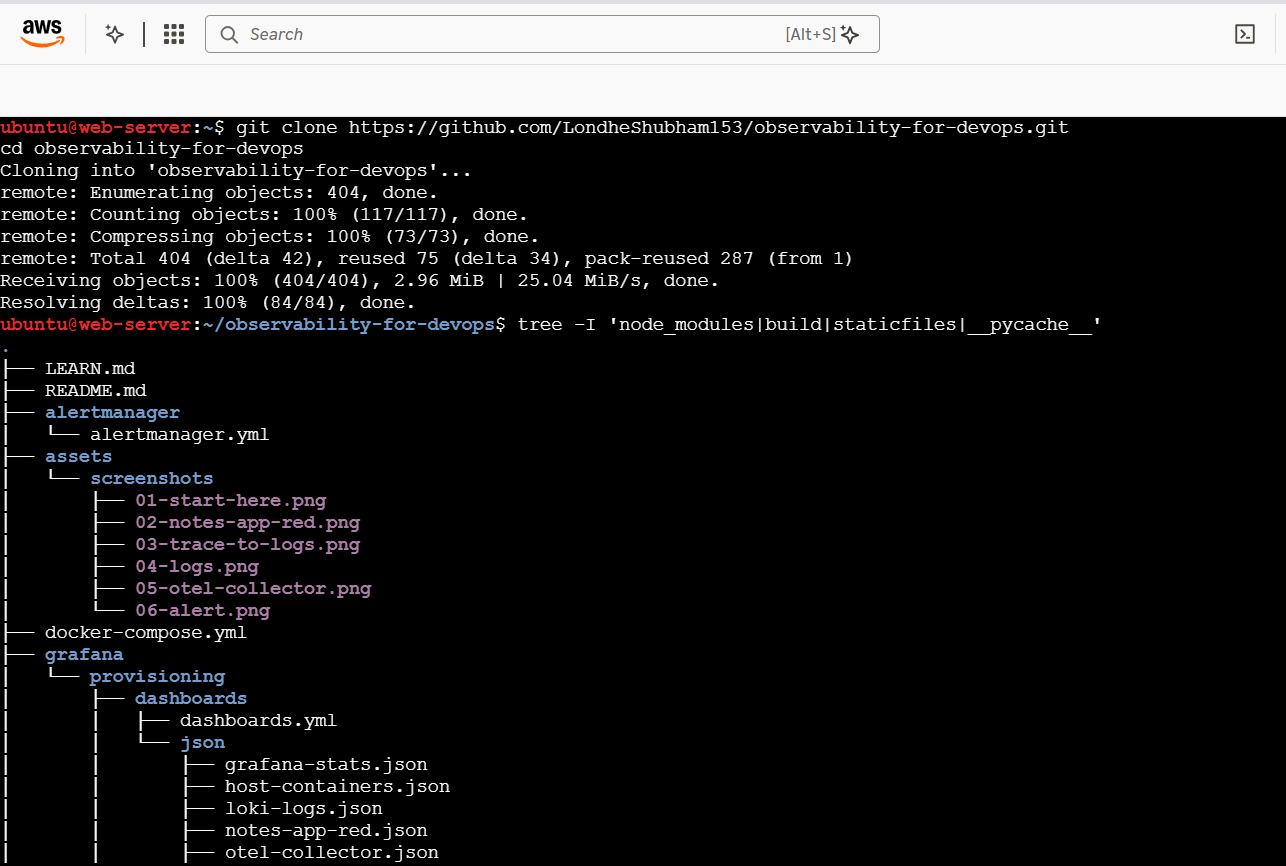 aws
Search [Alt+S]
ubuntu@web-server:~$ git clone https://github.com/LondheShubham153/observability-for-devops.git
cd observability-for-devops
Cloning into 'observability-for-devops'...
remote: Enumerating objects: 404, done.
remote: Counting objects: 100% (117/117), done.
remote: Compressing objects: 100% (73/73), done.
remote: Total 404 (delta 42), reused 75 (delta 34), pack-reused 287 (from 1)
Receiving objects: 100% (404/404), 2.96 MiB | 25.04 MiB/s, done.
Resolving deltas: 100% (84/84), done.
ubuntu@web-server:~/observability-for-devops$ tree -I 'node_modules|build|staticfiles|__pycache__'
.
├── LEARN.md
├── README.md
├── alertmanager
│   └── alertmanager.yml
├── assets
│   └── screenshots
│       ├── 01-start-here.png
│       ├── 02-notes-app-red.png
│       ├── 03-trace-to-logs.png
│       ├── 04-logs.png
│       ├── 05-otel-collector.png
│       └── 06-alert.png
├── docker-compose.yml
├── grafana
│   └── provisioning
│       ├── dashboards
│       │   ├── dashboards.yml
│       │   └── json
│       │       ├── grafana-stats.json
│       │       ├── host-containers.json
│       │       ├── loki-logs.json
│       │       ├── notes-app-red.json
│       │       ├── otel-collector.json